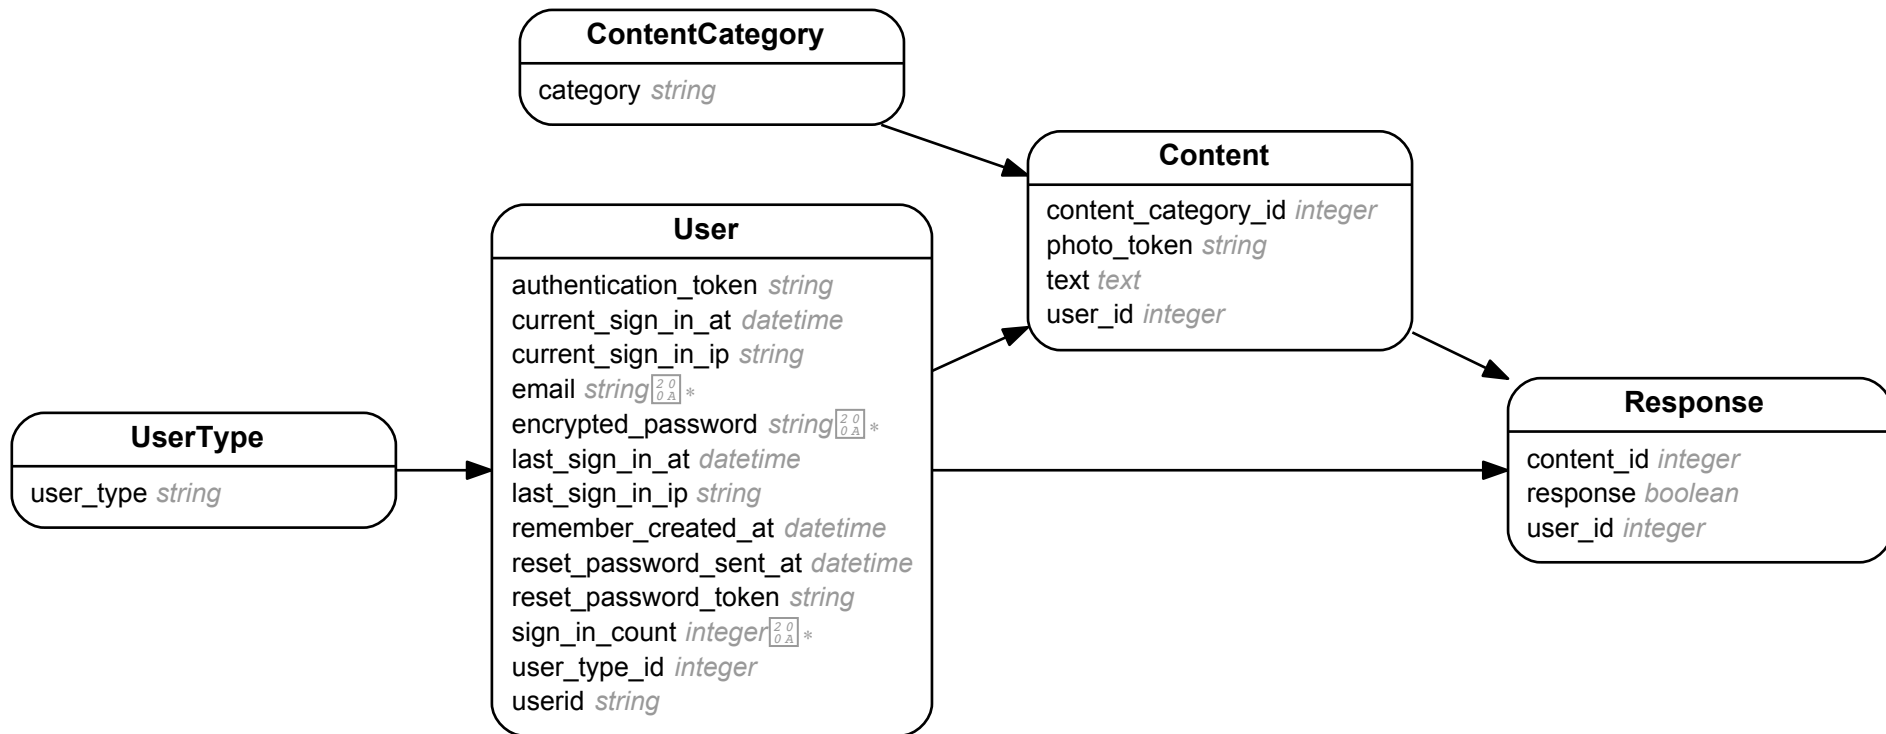 ContentCategory
category string
Content
content_category_id integer
photo_token string
text text
user_id integer
User
authentication_token string
current_sign_in_at datetime
current_sign_in_ip string
email string *
encrypted_password string *
last_sign_in_at datetime
last_sign_in_ip string
remember_created_at datetime
reset_password_sent_at datetime
reset_password_token string
sign_in_count integer *
user_type_id integer
userid string
UserType
user_type string
Response
content_id integer
response boolean
user_id integer